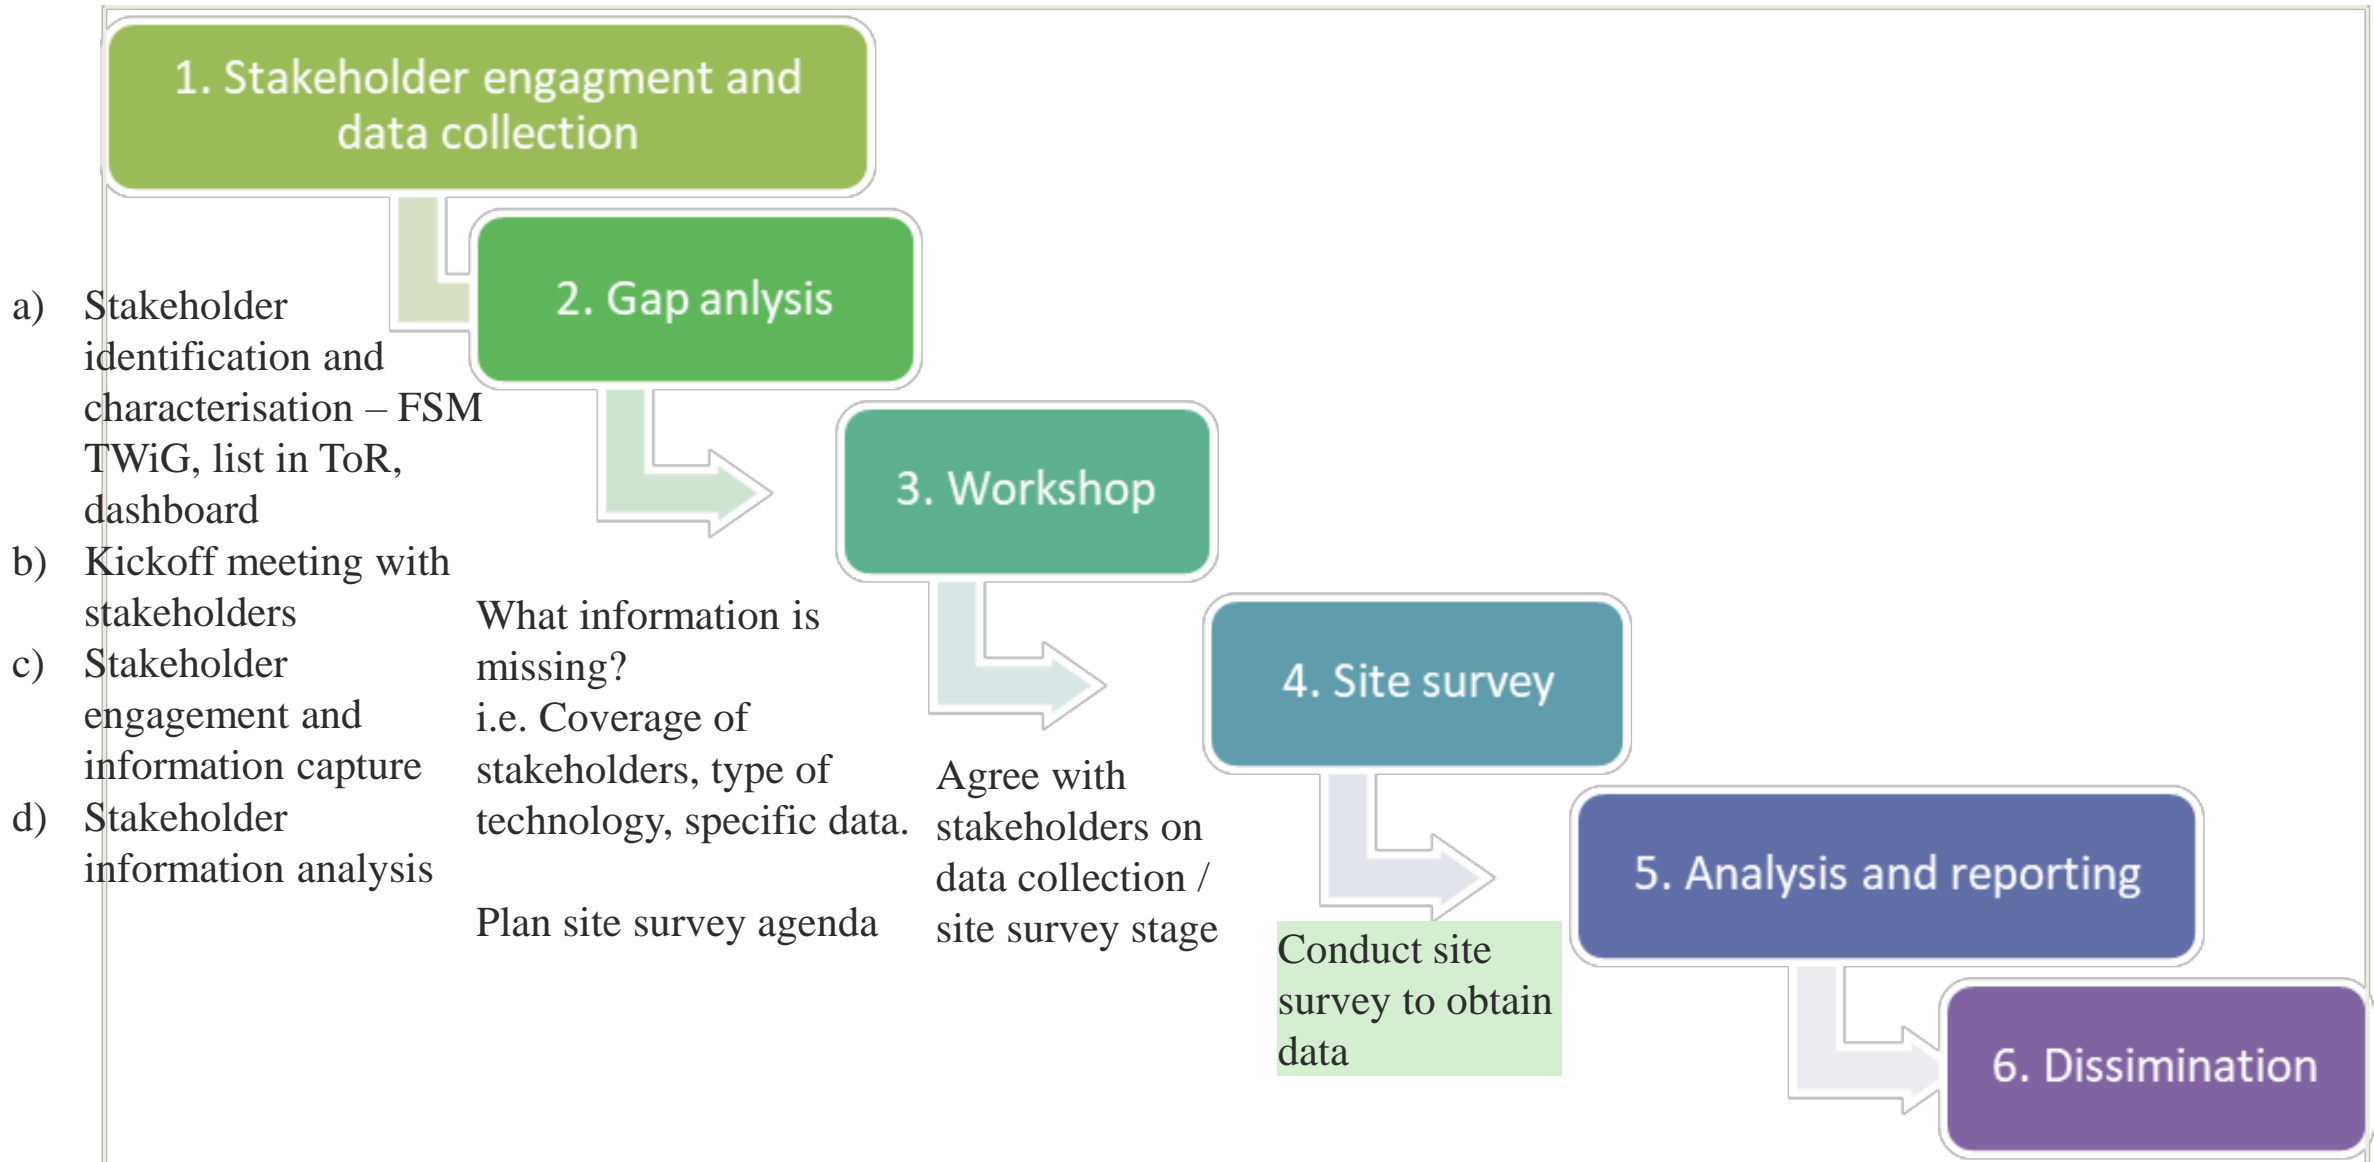 1. Stakeholder engagment and
data collection
2. Gap anlysis
a) Stakeholder
identification and
characterisation – FSM
TWiG, list in ToR,
dashboard
b) Kickoff meeting with
stakeholders
c) Stakeholder
engagement and
information capture
d) Stakeholder
information analysis
3. Workshop
What information is
missing?
i.e. Coverage of
stakeholders, type of
technology, specific data.
Plan site survey agenda
4. Site survey
Agree with
stakeholders on
data collection /
site survey stage
5. Analysis and reporting
Conduct site
survey to obtain
data
6. Dissimination